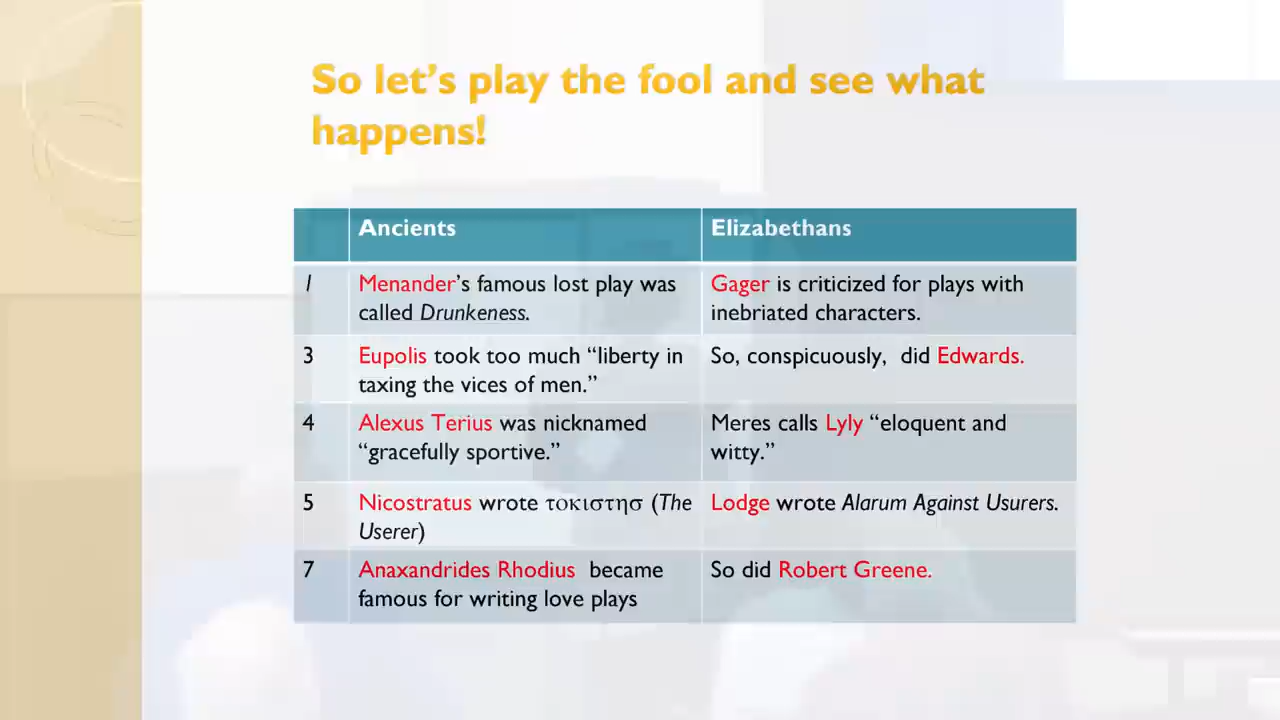 So let's play the fool and see what
happens!
Ancients
Elizabethans
1
Menander's famous lost play was
called Drunkeness.
Gager is criticized for plays with
inebriated characters.
3
Eupolis took too much “liberty in
taxing the vices of men.”
So, conspicuously, did Edwards.
4
Alexus Terius was nicknamed
“gracefully sportive.”
Meres calls Lyly “eloquent and
witty.”
5
Nicostratus wrote τοκιστησ (The
Userer)
Lodge wrote Alarum Against Usurers.
7
Anaxandrides Rhodius became
famous for writing love plays
So did Robert Greene.